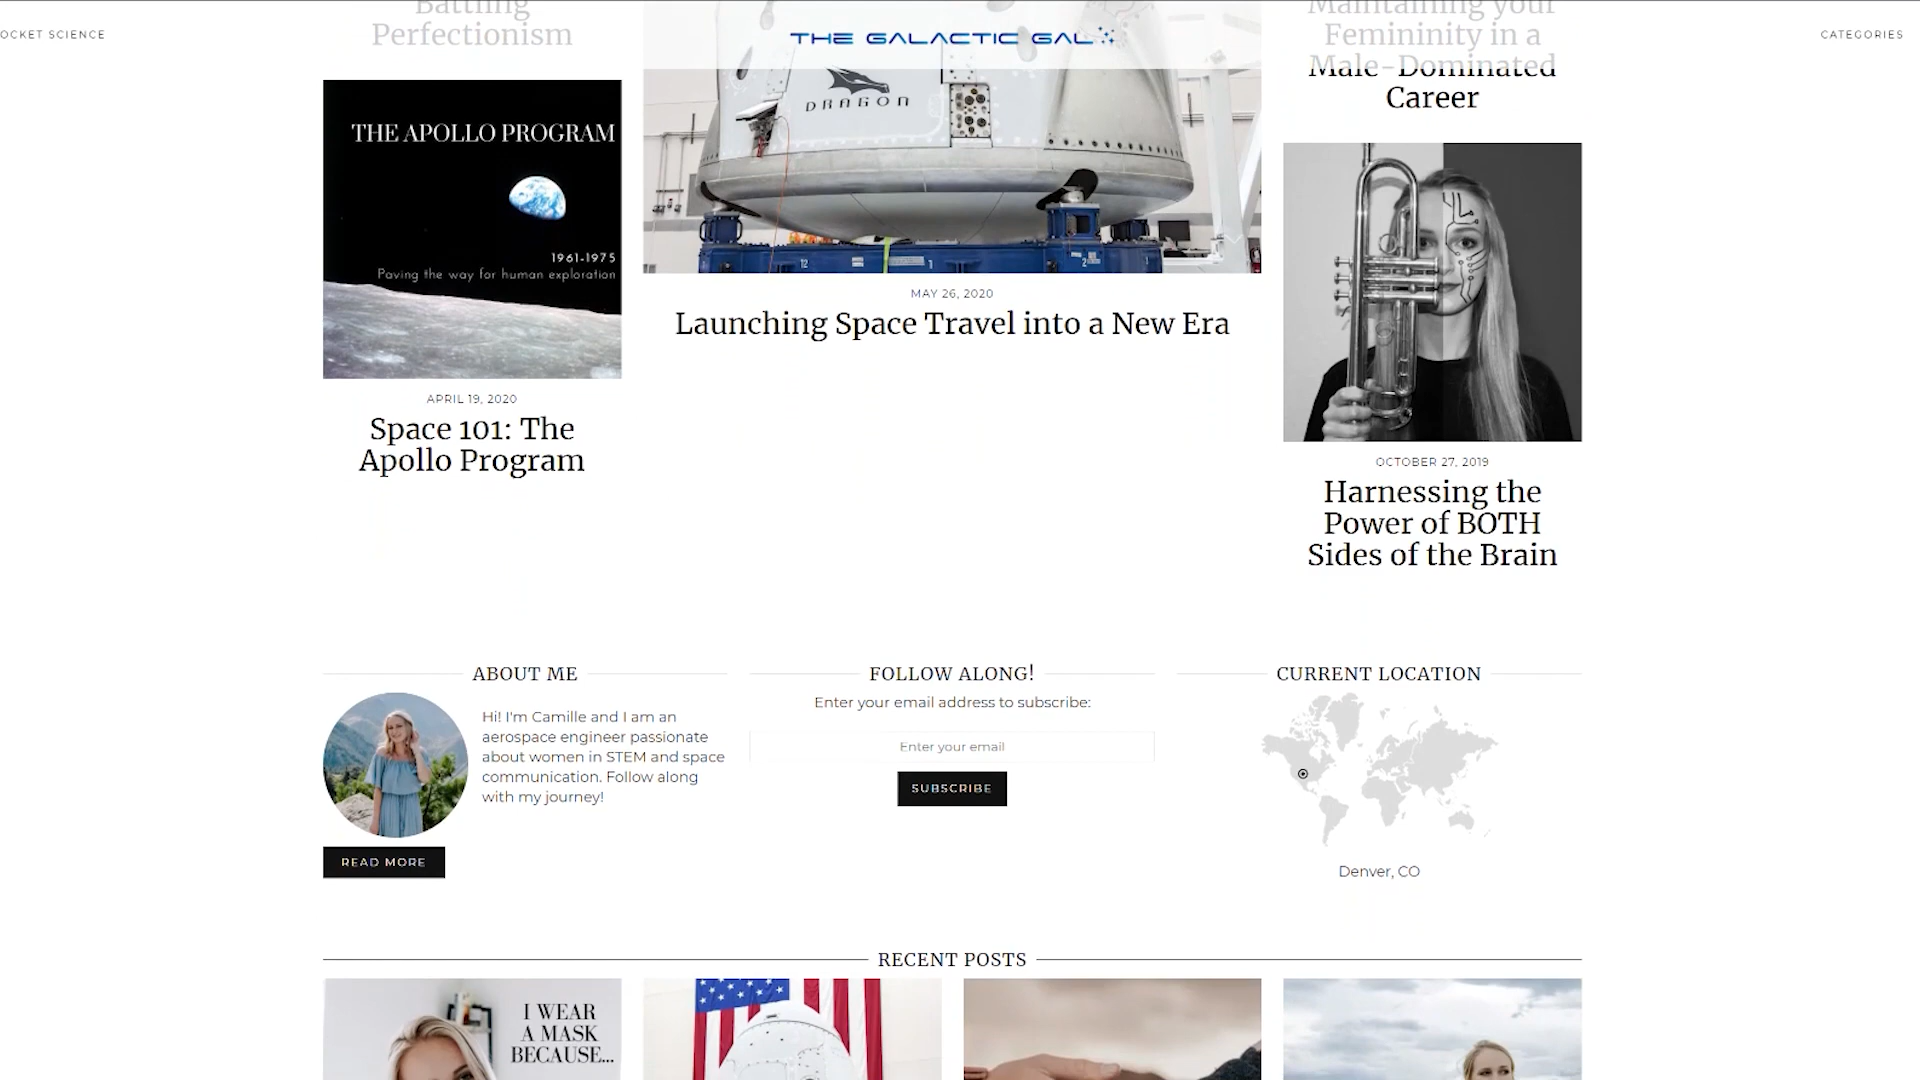 OCKET SCIENCE
THE GALACTIC GAL
CATEGORIES
Battling
Perfectionism
THE APOLLO PROGRAM
1961-1975
Paving the way for human exploration
APRIL 19, 2020
Space 101: The
Apollo Program
DRAGON
12
1
2
MAY 26, 2020
Launching Space Travel into a New Era
Maintaining your
Femininity in a
Male-Dominated
Career
OCTOBER 27, 2019
Harnessing the
Power of BOTH
Sides of the Brain
ABOUT ME
Hi! I'm Camille and I am an
aerospace engineer passionate
about women in STEM and space
communication. Follow along
with my journey!
READ MORE
FOLLOW ALONG!
Enter your email address to subscribe:
Enter your email
SUBSCRIBE
CURRENT LOCATION
Denver, CO
RECENT POSTS
I WEAR
A MASK
BECAUSE...